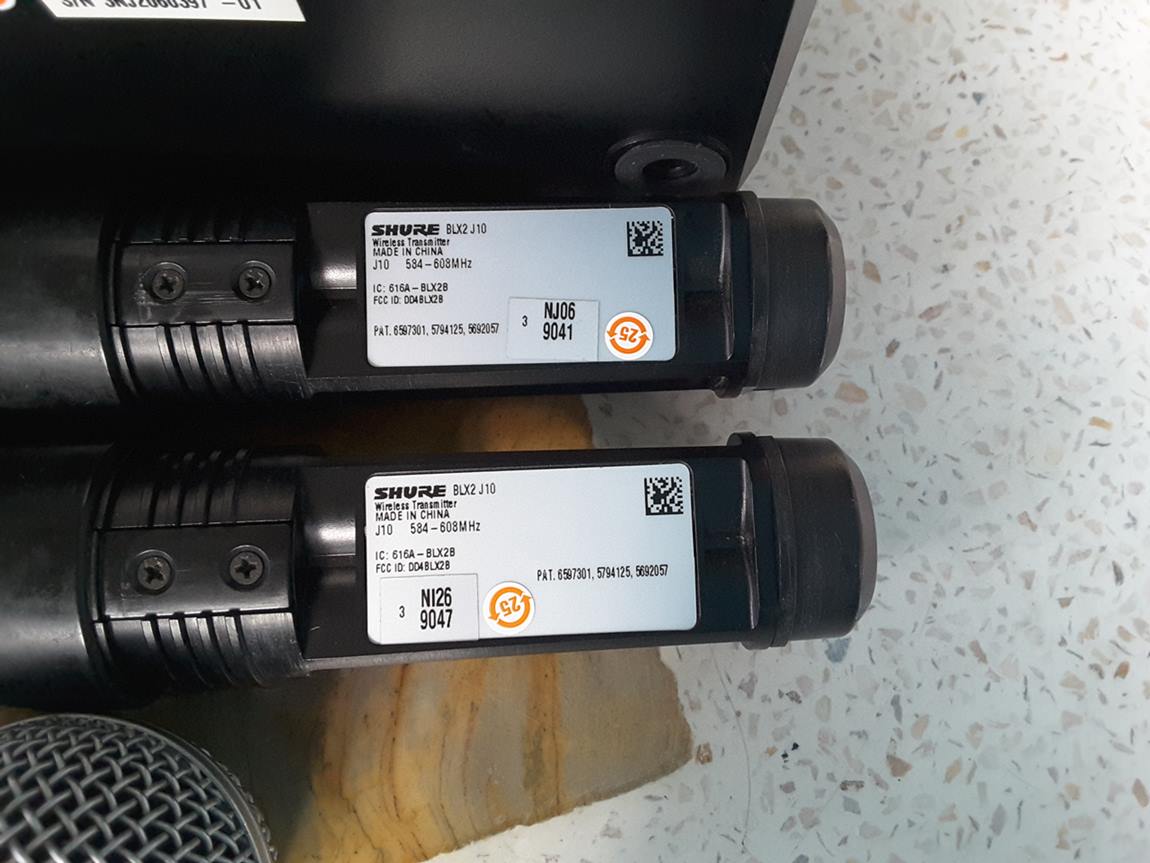 S/N 3NJ2060397 -01
SHURE BLX2 J10
Wireless Transmitter
MADE IN CHINA
J10 584-608MHz
IC: 616A-BLX2B
FCC ID: DD4BLX2B
PAT. 6597301, 5794125, 5692057
3 NJ06
9041
25
SHURE BLX2 J10
Wireless Transmitter
MADE IN CHINA
J10 584-608MHz
IC: 616A-BLX2B
FCC ID: DD4BLX2B
PAT. 6597301, 5794125, 5692057
3 NI26
9047
25